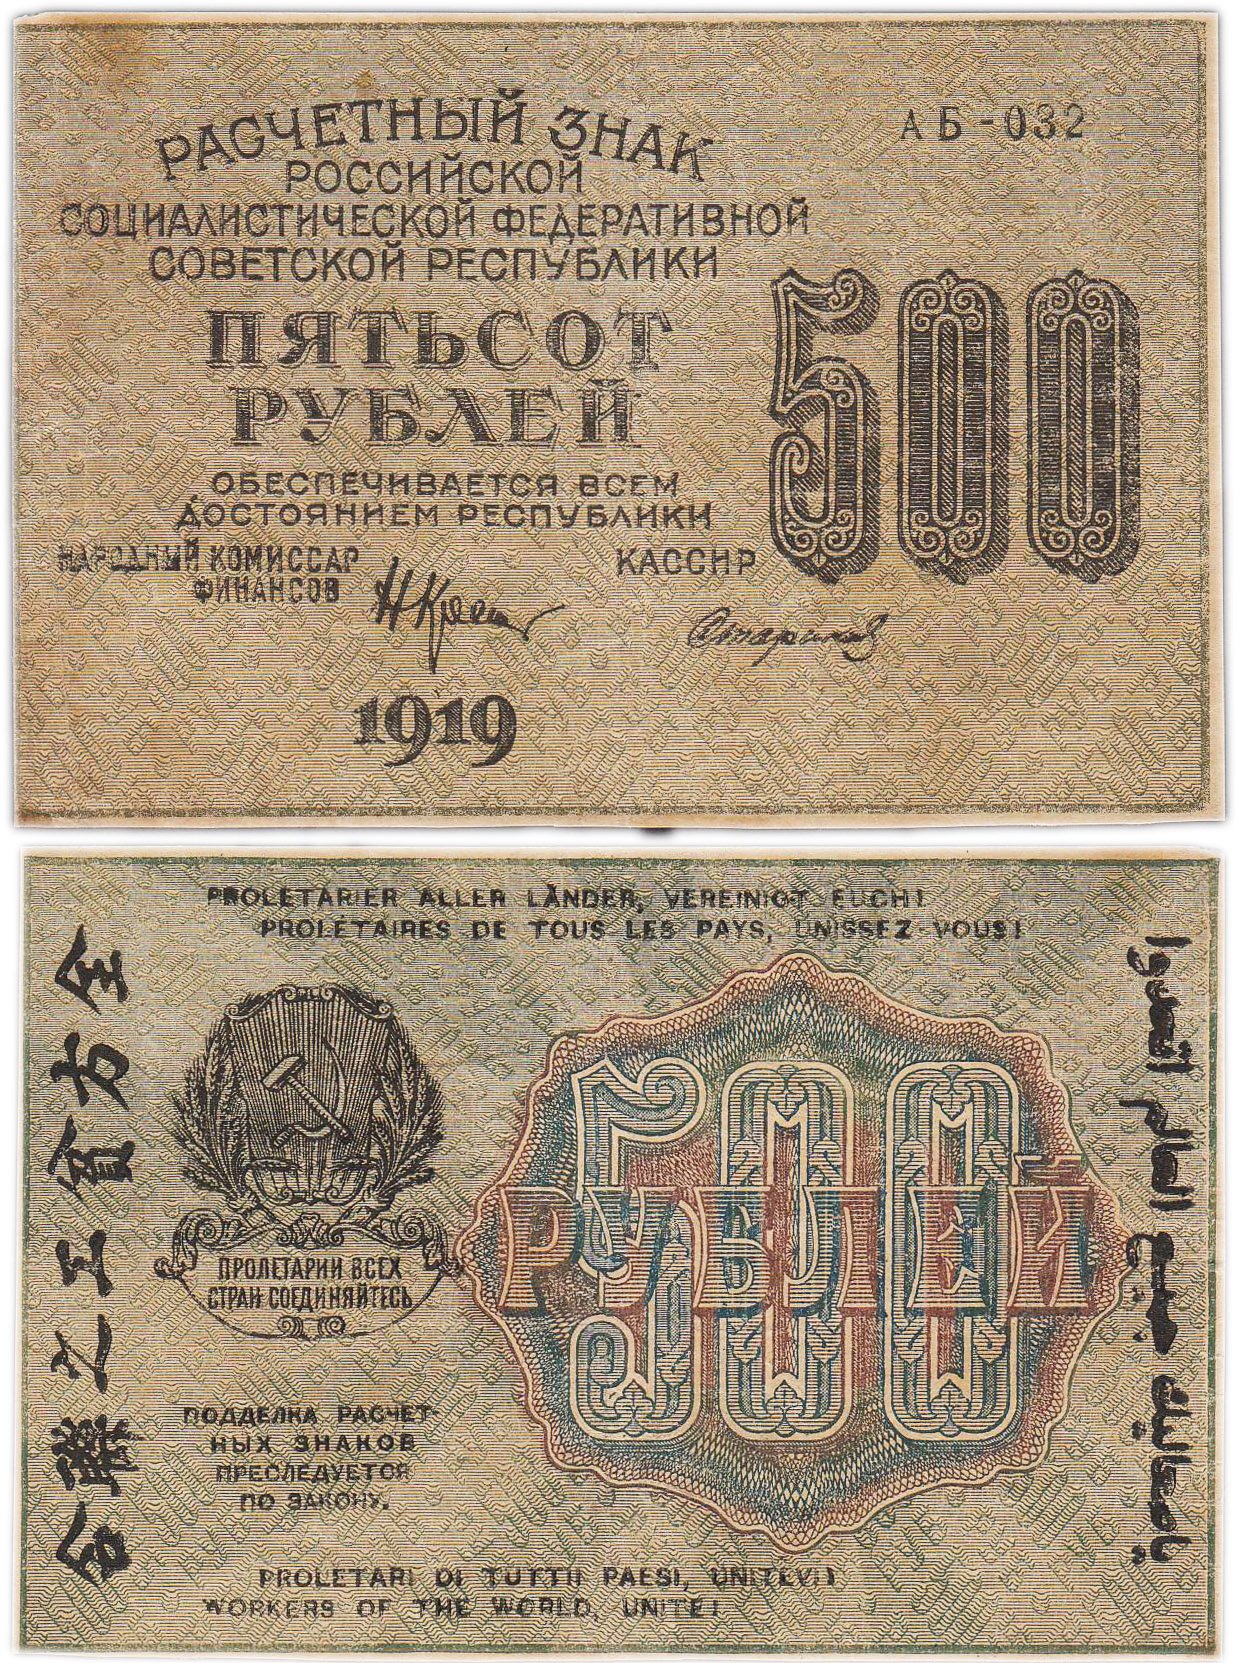 РАСЧЕТНЫЙ ЗНАК
РОССИЙСКОЙ
СОЦИАЛИСТИЧЕСКОЙ ФЕДЕРАТИВНОЙ
СОВЕТСКОЙ РЕСПУБЛИКИ
ПЯТЬСОТ
РУБЛЕЙ
ОБЕСПЕЧИВАЕТСЯ ВСЕМ
ДОСТОЯНИЕМ РЕСПУБЛИКИ
НАРОДНЫЙ КОМИССАР
ФИНАНСОВ
КАССИР
1919
АБ-032
500
PROLETARIER ALLER LÄNDER, VEREINIGT EUCH!
PROLÉTAIRES DE TOUS LES PAYS, UNISSEZ-VOUS!
ПРОЛЕТАРИИ ВСЕХ
СТРАН СОЕДИНЯЙТЕСЬ
ПОДДЕЛКА РАСЧЕТ-
НЫХ ЗНАКОВ
ПРЕСЛЕДУЕТСЯ
ПО ЗАКОНУ.
500
РУБЛЕЙ
PROLETARI DI TUTTII PAESI, UNITEVI!
WORKERS OF THE WORLD, UNITE!